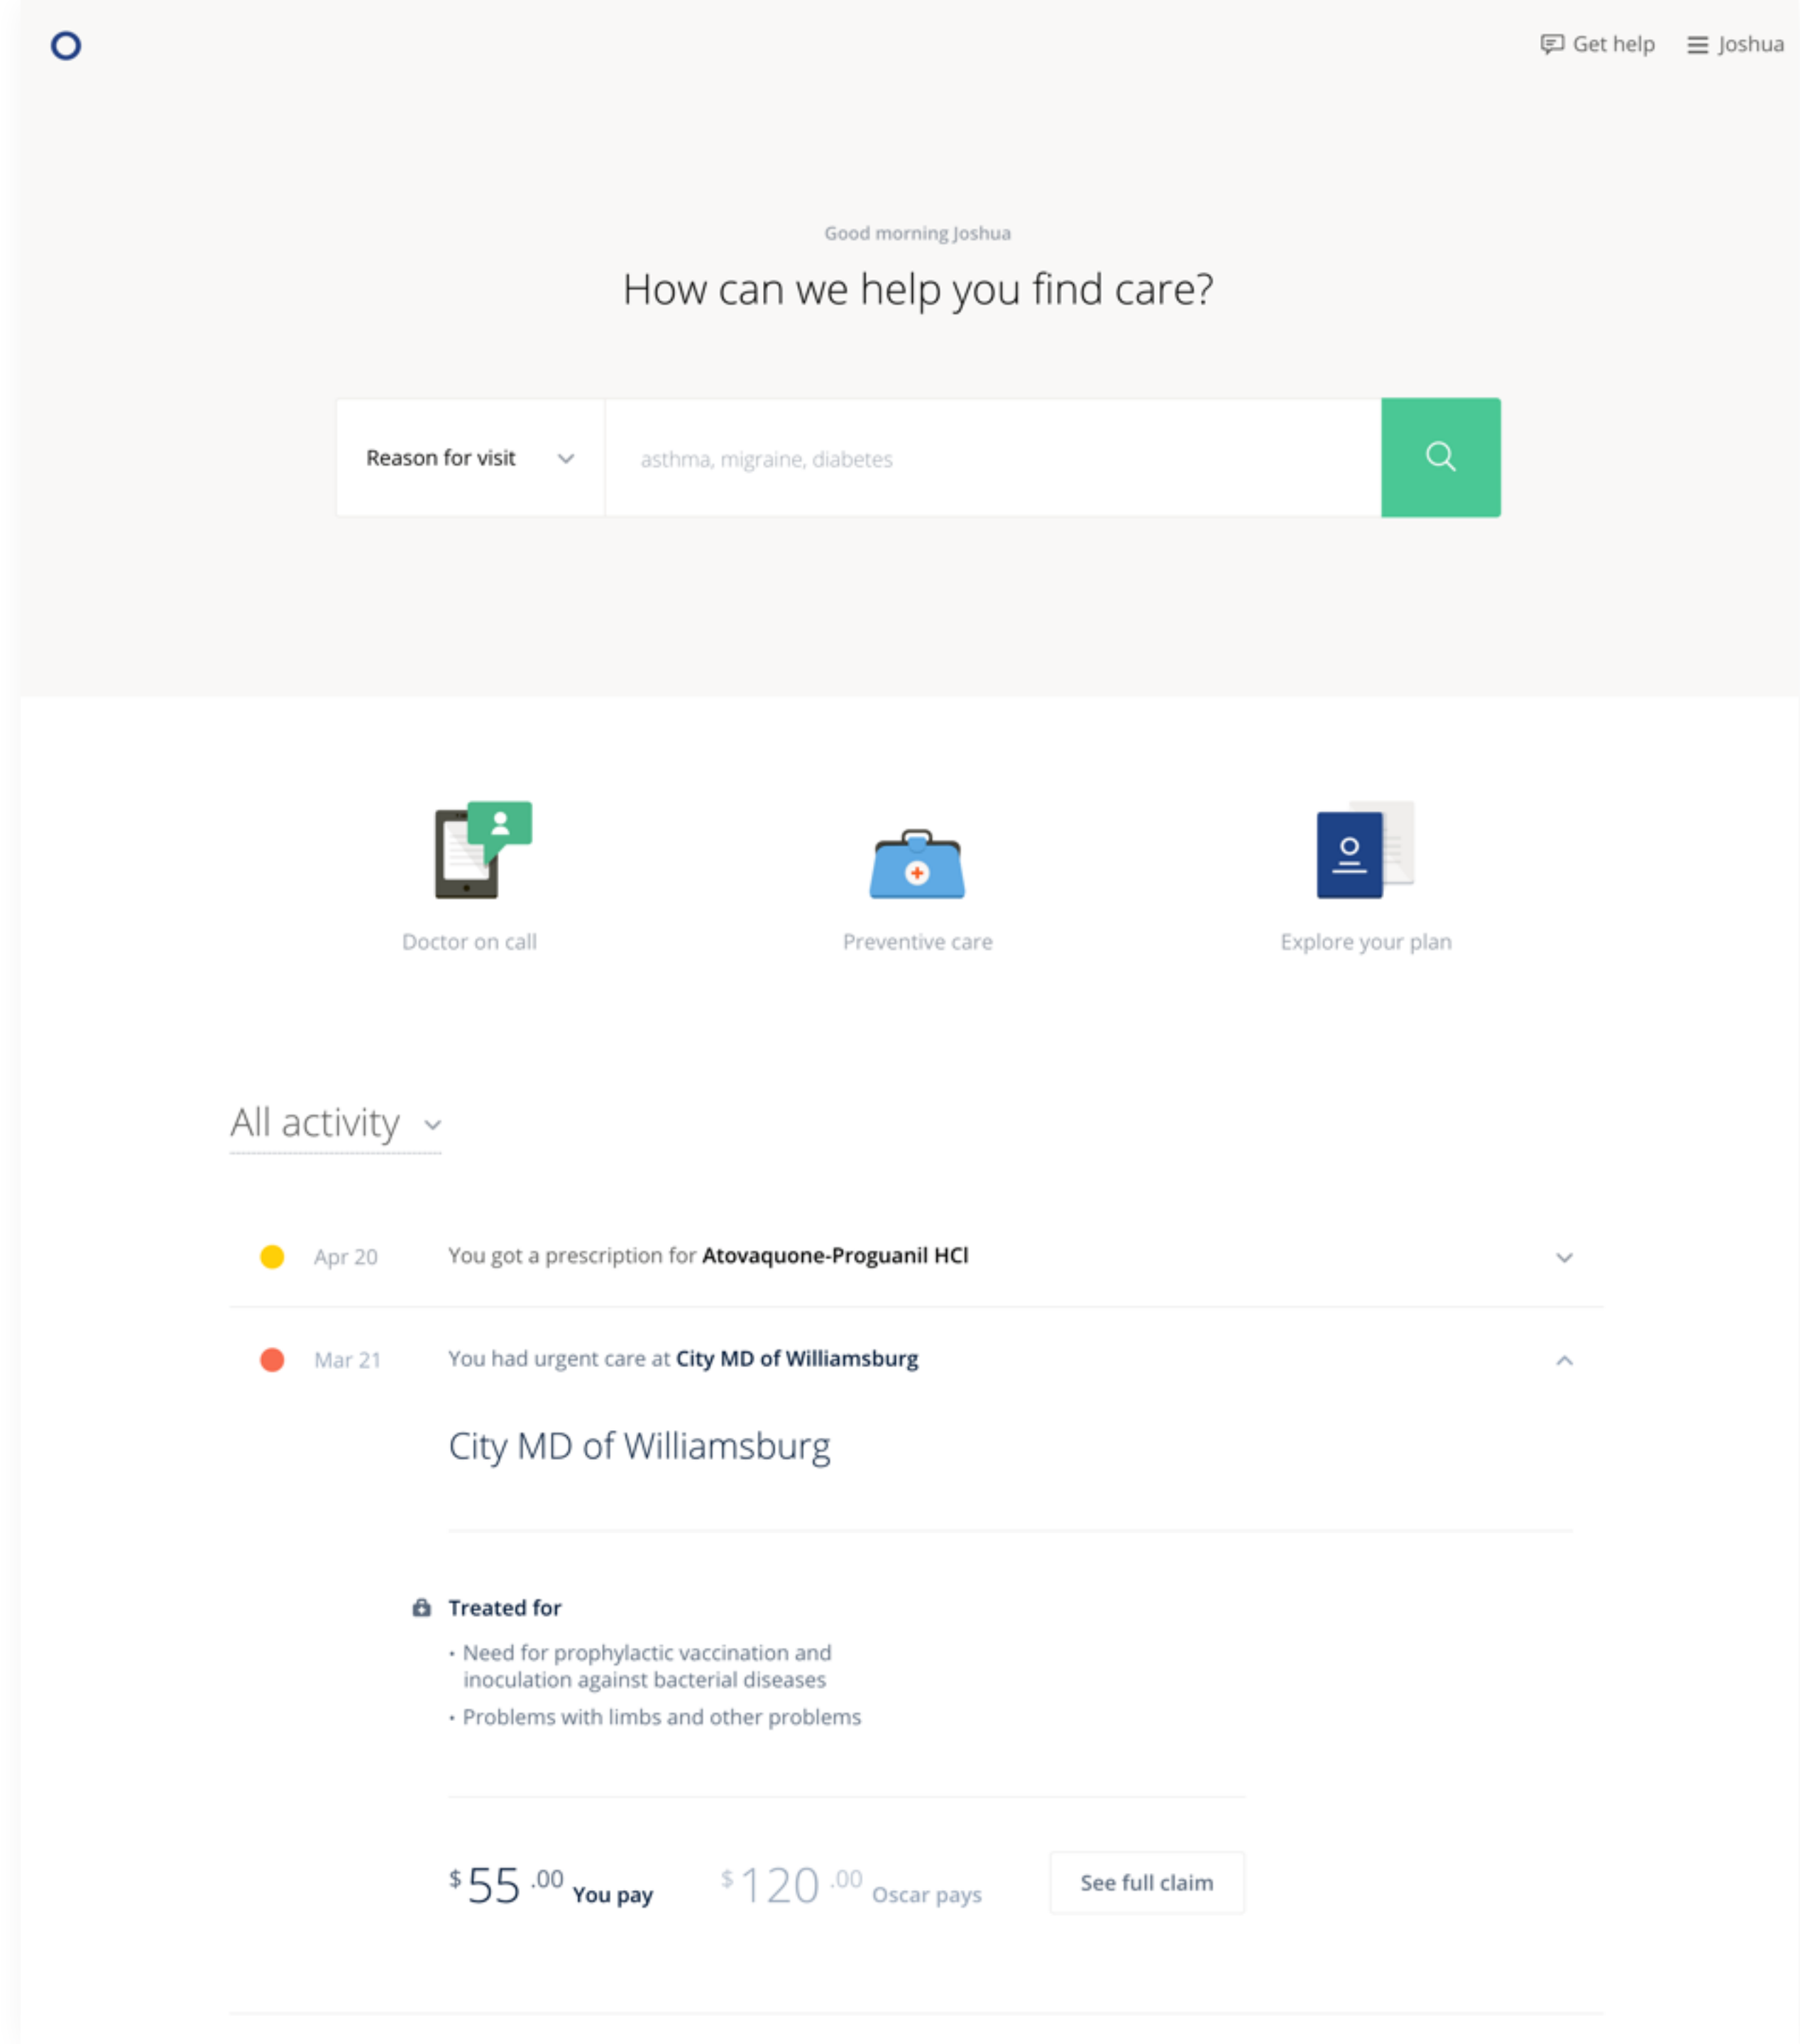 Get help Joshua
Good morning Joshua
How can we help you find care?
Reason for visit asthma, migraine, diabetes
Doctor on call Preventive care Explore your plan
All activity
Apr 20 You got a prescription for Atovaquone-Proguanil HCl
Mar 21 You had urgent care at City MD of Williamsburg
City MD of Williamsburg
Treated for
• Need for prophylactic vaccination and
inoculation against bacterial diseases
• Problems with limbs and other problems
$55.00 You pay $120.00 Oscar pays See full claim